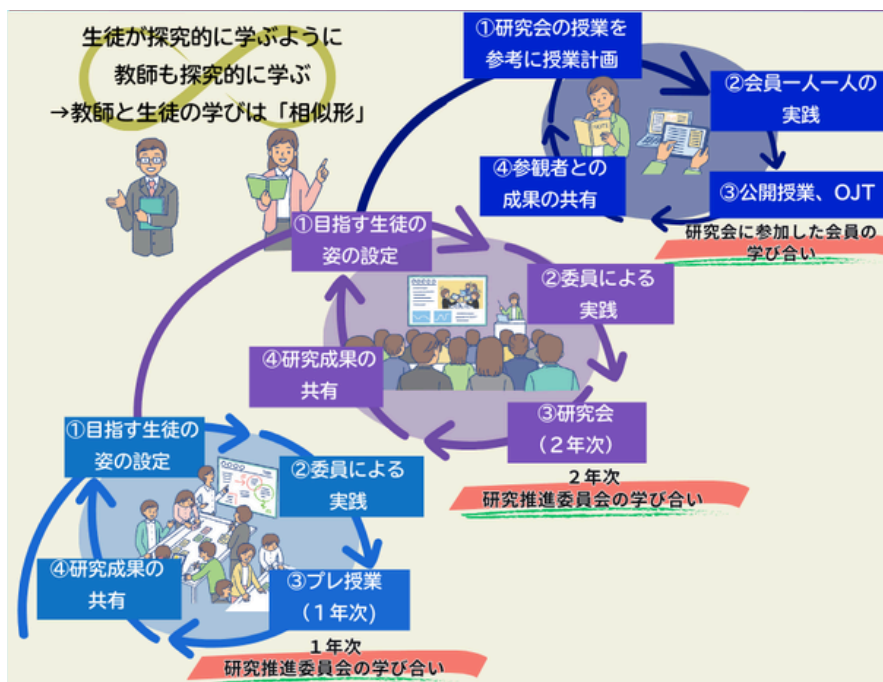 生徒が探究的に学ぶように
教師も探究的に学ぶ
→教師と生徒の学びは「相似形」
①研究会の授業を
参考に授業計画
②会員一人一人の
実践
③公開授業、OJT
④参観者との
成果の共有
研究会に参加した会員の
学び合い
①目指す生徒の
姿の設定
②委員による
実践
③研究会
(2年次)
④研究成果の
共有
2年次
研究推進委員会の学び合い
①目指す生徒の
姿の設定
②委員による
実践
③プレ授業
(1年次)
④研究成果の
共有
1年次
研究推進委員会の学び合い